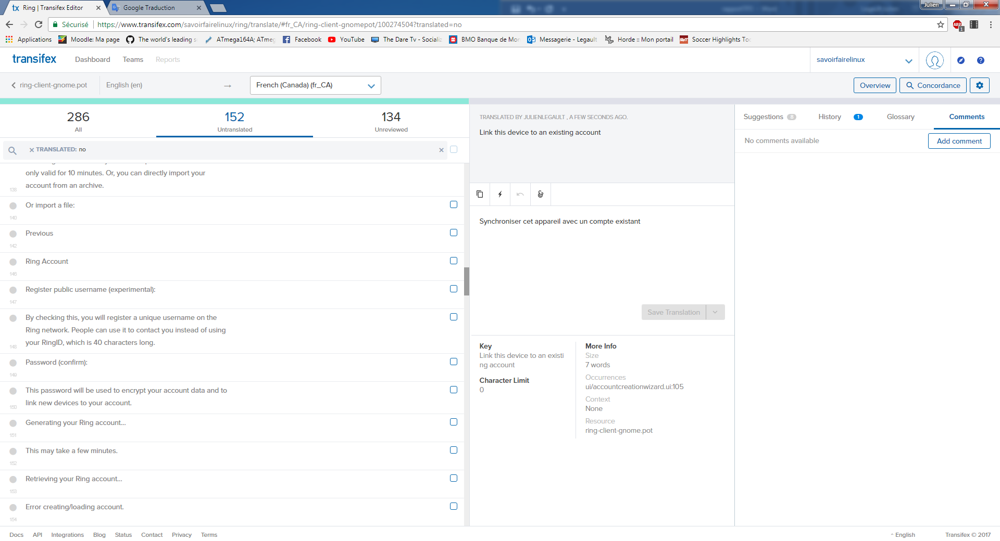 Ring | Transifex Editor
Google Traduction
Julien
Sécurisé
https://www.transifex.com/savoirfairelinux/ring/translate/#fr_CA/ring-client-gnomepot/100274504?translated=no
ABP
1
Applications
Moodle: Ma page
The world's leading s
ATmega164A; ATmeg
Facebook
YouTube
The Dare Tv - Socializ
BMO Banque de Mon
Messagerie - Legault
Horde :: Mon portail
Soccer Highlights Tod
transifex
Dashboard
Teams
Reports
savoirfairelinux
ring-client-gnome.pot
English (en)
→
French (Canada) (fr_CA)
Overview
Concordance
286
All
152
Untranslated
134
Unreviewed
TRANSLATED: no
only valid for 10 minutes. Or, you can directly import your
account from an archive.
138
Or import a file:
140
Previous
142
Ring Account
146
Register public username (experimental):
147
By checking this, you will register a unique username on the
Ring network. People can use it to contact you instead of using
your RingID, which is 40 characters long.
148
Password (confirm):
149
This password will be used to encrypt your account data and to
link new devices to your account.
150
Generating your Ring account...
151
This may take a few minutes.
152
Retrieving your Ring account...
153
Error creating/loading account.
154
TRANSLATED BY JULIENLEGAULT , A FEW SECONDS AGO.
Link this device to an existing account
Synchroniser cet appareil avec un compte existant
Save Translation
Key
Link this device to an existi
ng account
Character Limit
0
More Info
Size
7 words
Occurrences
ui/accountcreationwizard.ui:105
Context
None
Resource
ring-client-gnome.pot
Suggestions 8
History 1
Glossary
Comments
No comments available
Add comment
Docs
API
Integrations
Blog
Status
Contact
Privacy
Terms
English
Transifex © 2017